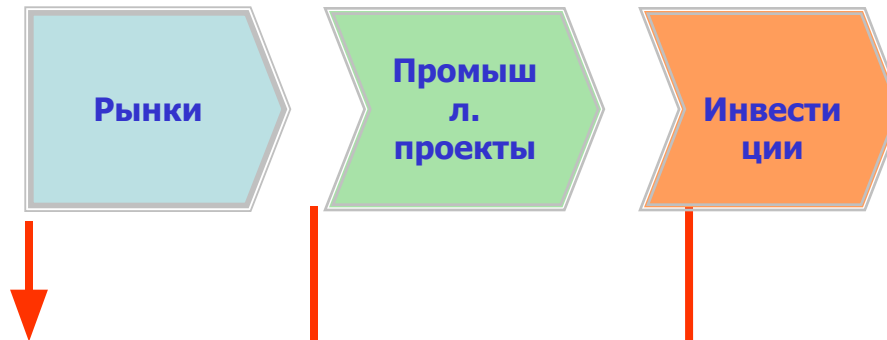 Рынки
Промыш
л.
проекты
Инвести
ции